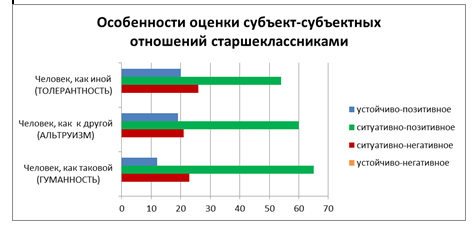 Особенности оценки субъект-субъектных
отношений старшеклассниками
Человек, как иной
(ТОЛЕРАНТНОСТЬ)
Человек, как к другой
(АЛЬТРУИЗМ)
Человек, как таковой
(ГУМАННОСТЬ)
устойчиво-позитивное
ситуативно-позитивное
ситуативно-негативное
устойчиво-негативное
0 10 20 30 40 50 60 70